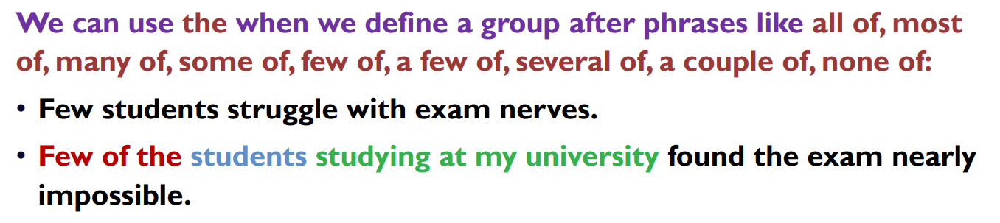 We can use the when we define a group after phrases like all of, most
of, many of, some of, few of, a few of, several of, a couple of, none of:
• Few students struggle with exam nerves.
• Few of the students studying at my university found the exam nearly
impossible.